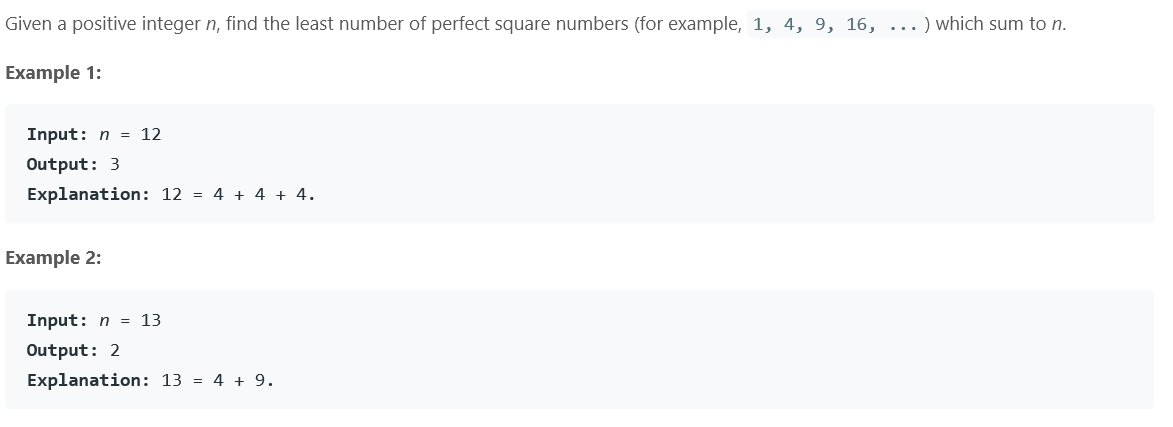 Given a positive integer n, find the least number of perfect square numbers (for example, 1, 4, 9, 16, ...) which sum to n.
Example 1:
Input: n = 12
Output: 3
Explanation: 12 = 4 + 4 + 4.
Example 2:
Input: n = 13
Output: 2
Explanation: 13 = 4 + 9.